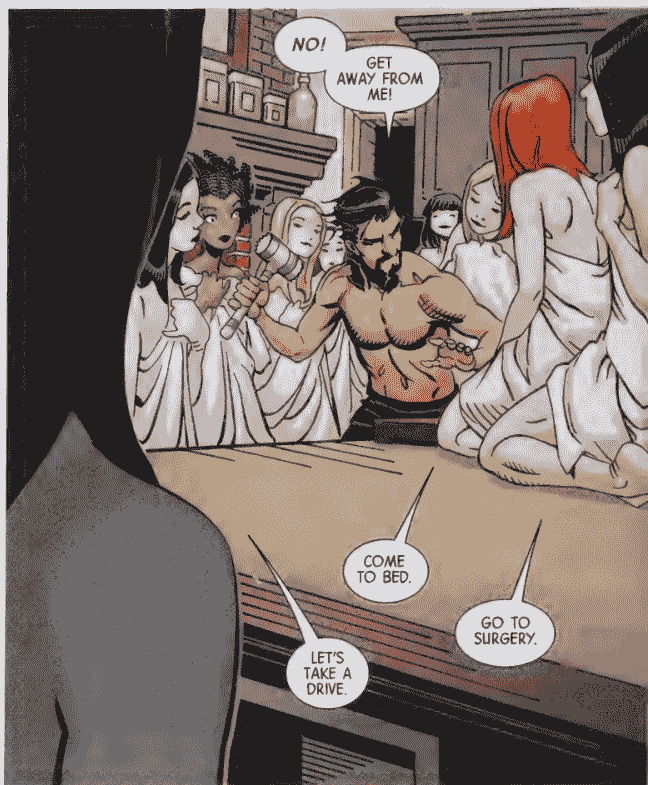 NO!
GET
AWAY FROM
ME!
COME
TO BED.
GO TO
SURGERY.
LET'S
TAKE A
DRIVE.